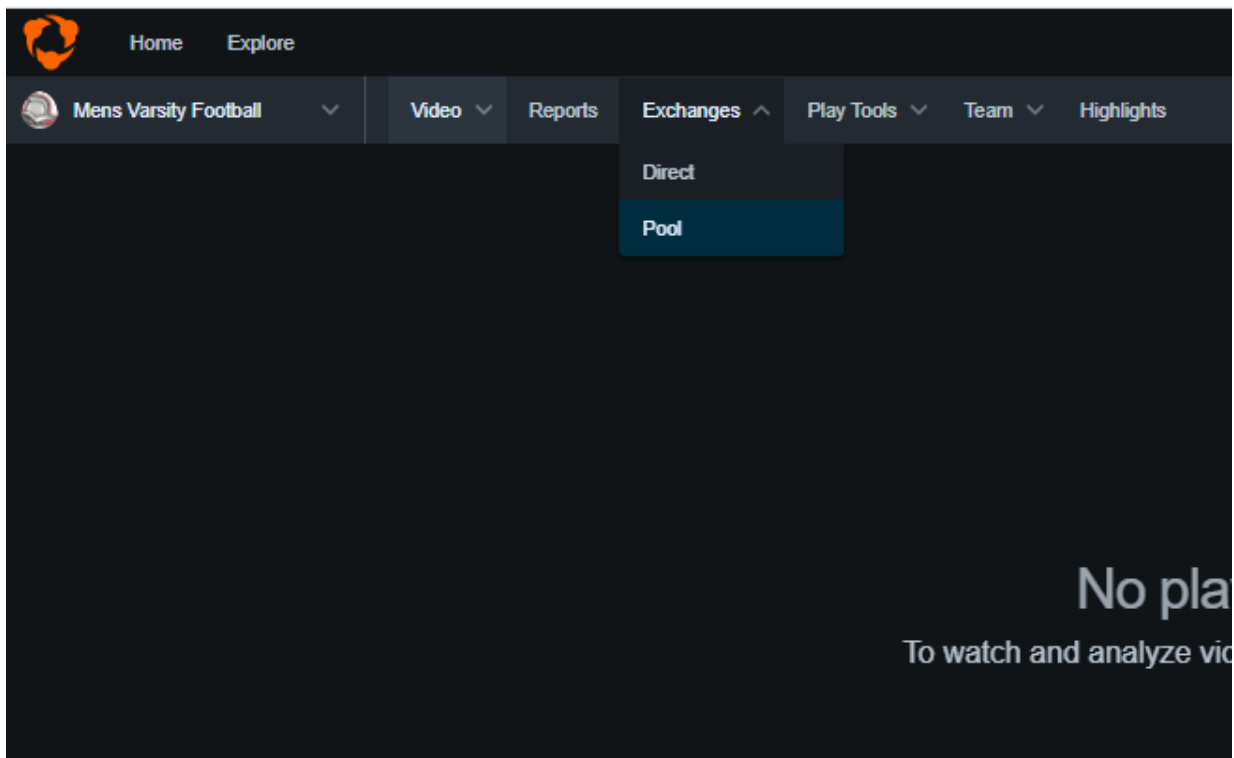 Home Explore
Mens Varsity Football Video Reports Exchanges Play Tools Team Highlights
Direct
Pool
No pla
To watch and analyze vid